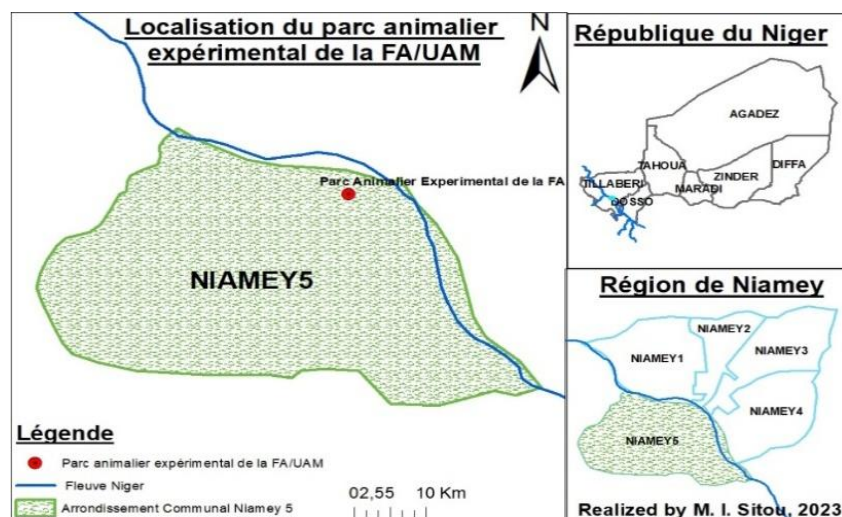 Localisation du parc animalier
expérimental de la FA/UAM
N
Parc Animalier Experimental de la FA
NIAMEY5
Légende
Parc animalier expérimental de la FA/UAM
Fleuve Niger
Arrondissement Communal Niamey 5
02,55 10 Km
République du Niger
AGADEZ
TAHOUA
DIFFA
ZINDER
TILLABERI
MARADI
DOSSO
Région de Niamey
NIAMEY2
NIAMEY1
NIAMEY3
NIAMEY4
NIAMEY5
Realized by M. I. Sitou, 2023